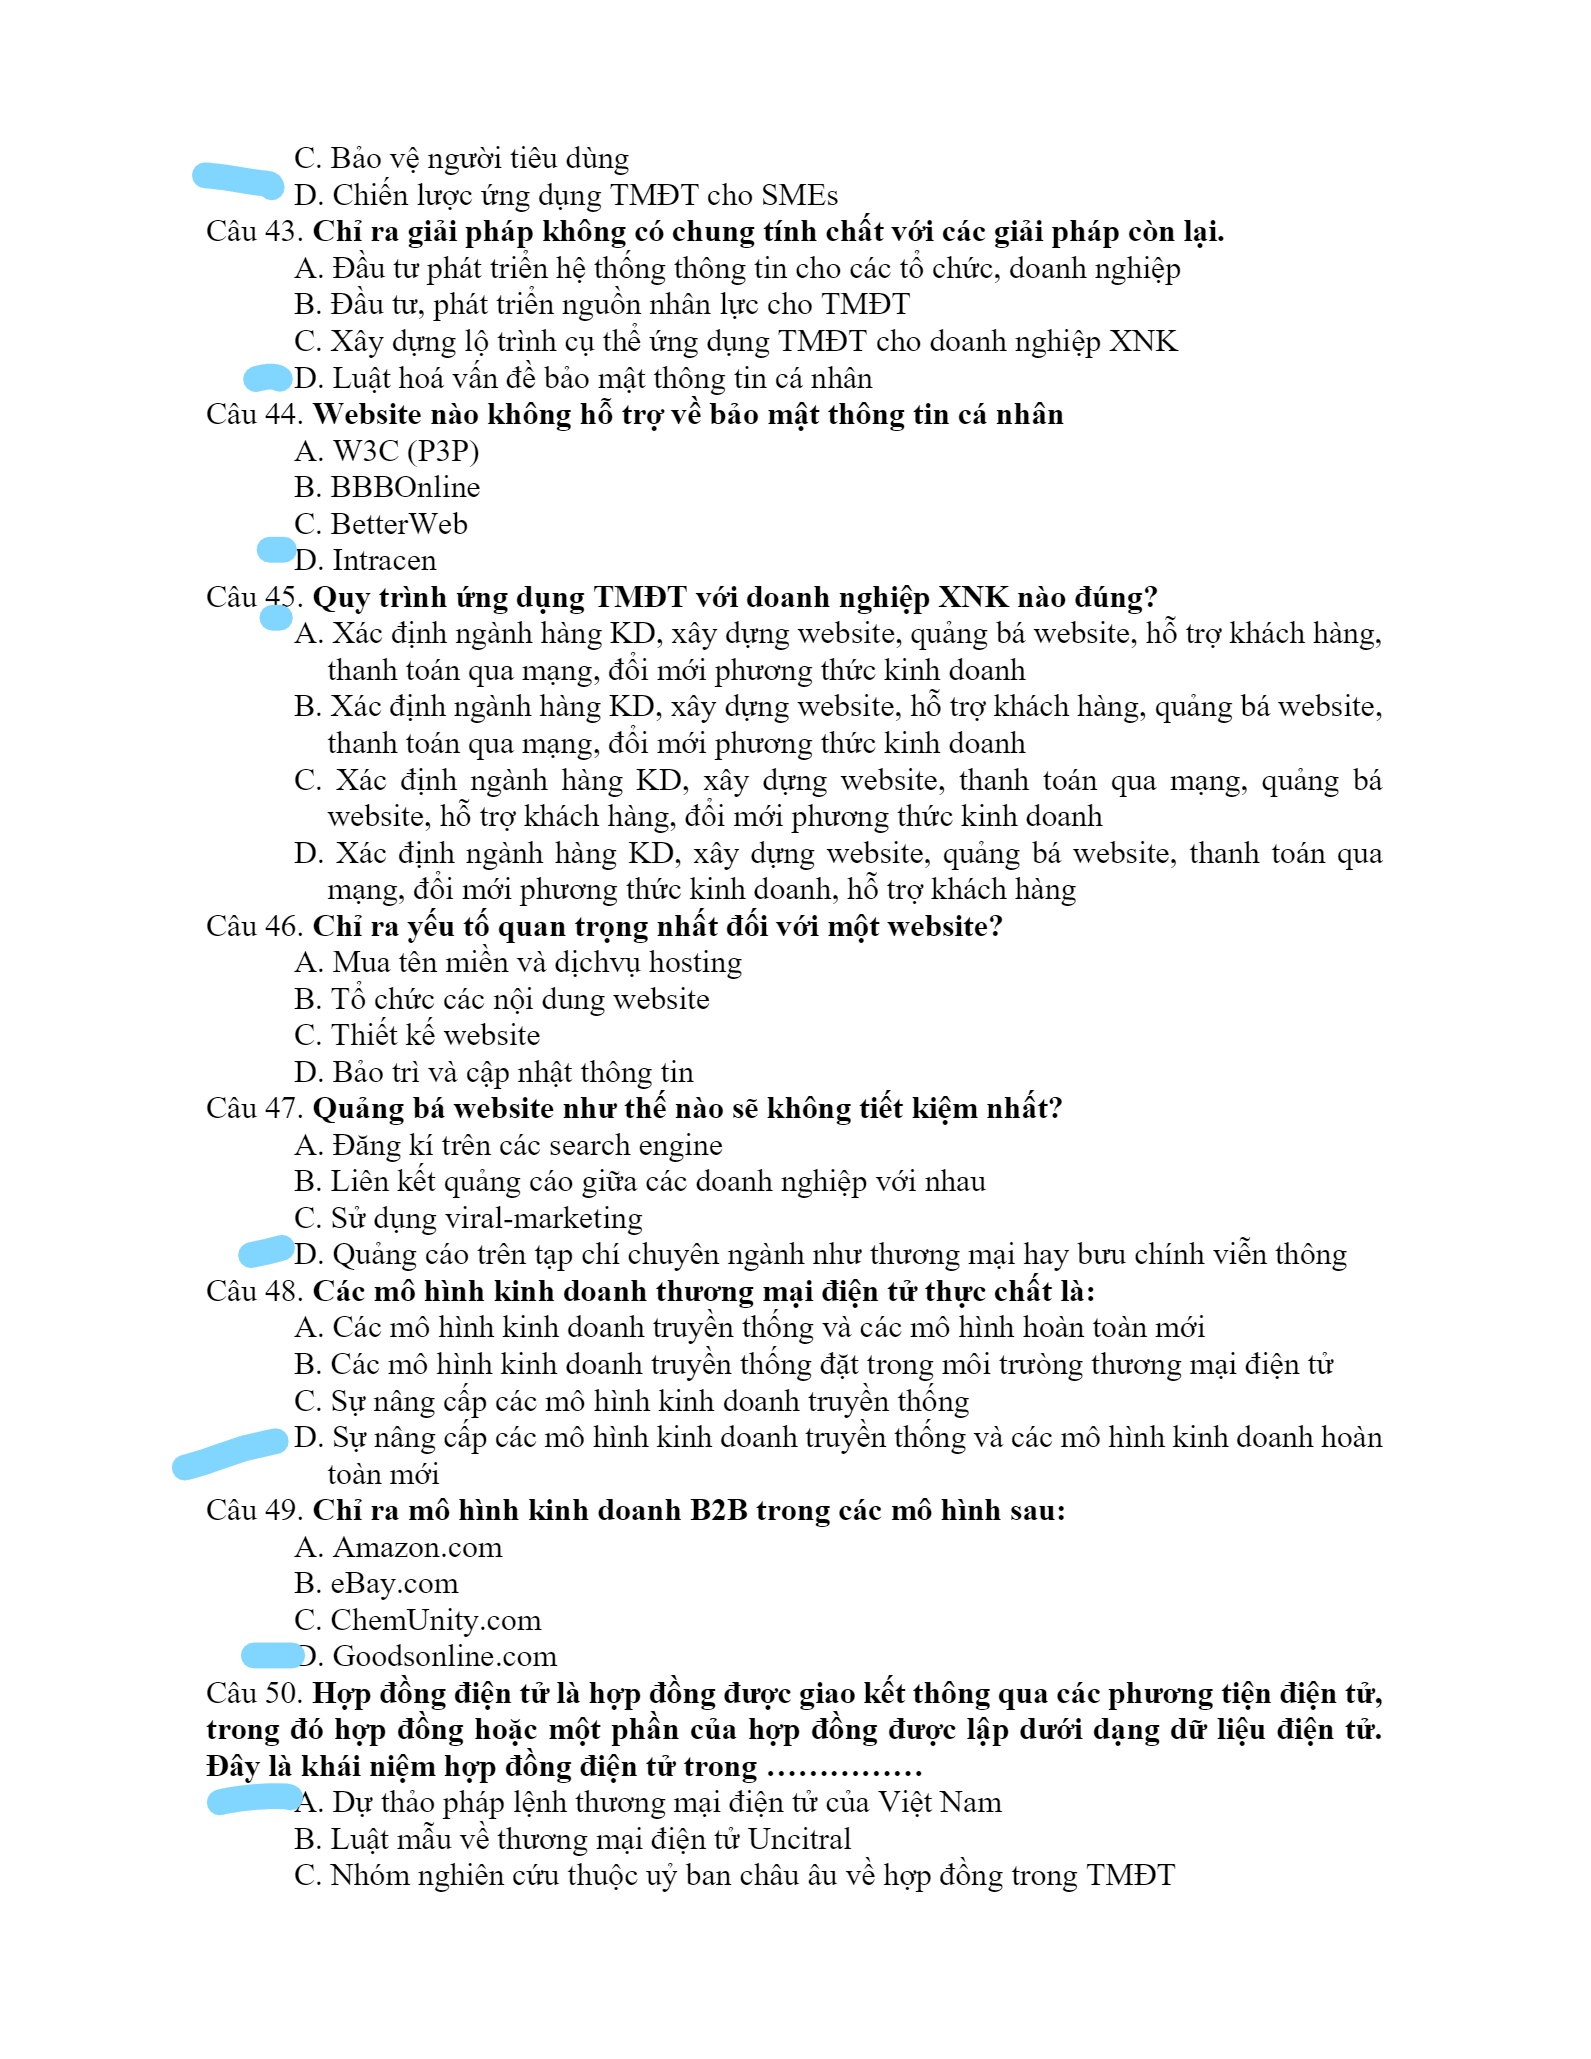 C. Bảo vệ người tiêu dùng
D. Chiến lược ứng dụng TMĐT cho SMEs
Câu 43. Chỉ ra giải pháp không có chung tính chất với các giải pháp còn lại.
A. Đầu tư phát triển hệ thống thông tin cho các tổ chức, doanh nghiệp
B. Đầu tư, phát triển nguồn nhân lực cho TMĐT
C. Xây dựng lộ trình cụ thể ứng dụng TMĐT cho doanh nghiệp XNK
D. Luật hoá vấn đề bảo mật thông tin cá nhân
Câu 44. Website nào không hỗ trợ về bảo mật thông tin cá nhân
A. W3C (P3P)
B. BBBOnline
C. BetterWeb
D. Intracen
Câu 45. Quy trình ứng dụng TMĐT với doanh nghiệp XNK nào đúng?
A. Xác định ngành hàng KD, xây dựng website, quảng bá website, hỗ trợ khách hàng,
thanh toán qua mạng, đổi mới phương thức kinh doanh
B. Xác định ngành hàng KD, xây dựng website, hỗ trợ khách hàng, quảng bá website,
thanh toán qua mạng, đổi mới phương thức kinh doanh
C. Xác định ngành hàng KD, xây dựng website, thanh toán qua mạng, quảng bá
website, hỗ trợ khách hàng, đổi mới phương thức kinh doanh
D. Xác định ngành hàng KD, xây dựng website, quảng bá website, thanh toán qua
mạng, đổi mới phương thức kinh doanh, hỗ trợ khách hàng
Câu 46. Chỉ ra yếu tố quan trọng nhất đối với một website?
A. Mua tên miền và dịchvụ hosting
B. Tổ chức các nội dung website
C. Thiết kế website
D. Bảo trì và cập nhật thông tin
Câu 47. Quảng bá website như thế nào sẽ không tiết kiệm nhất?
A. Đăng kí trên các search engine
B. Liên kết quảng cáo giữa các doanh nghiệp với nhau
C. Sử dụng viral-marketing
D. Quảng cáo trên tạp chí chuyên ngành như thương mại hay bưu chính viễn thông
Câu 48. Các mô hình kinh doanh thương mại điện tử thực chất là:
A. Các mô hình kinh doanh truyền thống và các mô hình hoàn toàn mới
B. Các mô hình kinh doanh truyền thống đặt trong môi trưòng thương mại điện tử
C. Sự nâng cấp các mô hình kinh doanh truyền thống
D. Sự nâng cấp các mô hình kinh doanh truyền thống và các mô hình kinh doanh hoàn
toàn mới
Câu 49. Chỉ ra mô hình kinh doanh B2B trong các mô hình sau:
A. Amazon.com
B. eBay.com
C. ChemUnity.com
D. Goodsonline.com
Câu 50. Hợp đồng điện tử là hợp đồng được giao kết thông qua các phương tiện điện tử,
trong đó hợp đồng hoặc một phần của hợp đồng được lập dưới dạng dữ liệu điện tử.
Đây là khái niệm hợp đồng điện tử trong ……………
A. Dự thảo pháp lệnh thương mại điện tử của Việt Nam
B. Luật mẫu về thương mại điện tử Uncitral
C. Nhóm nghiên cứu thuộc uỷ ban châu âu về hợp đồng trong TMĐT